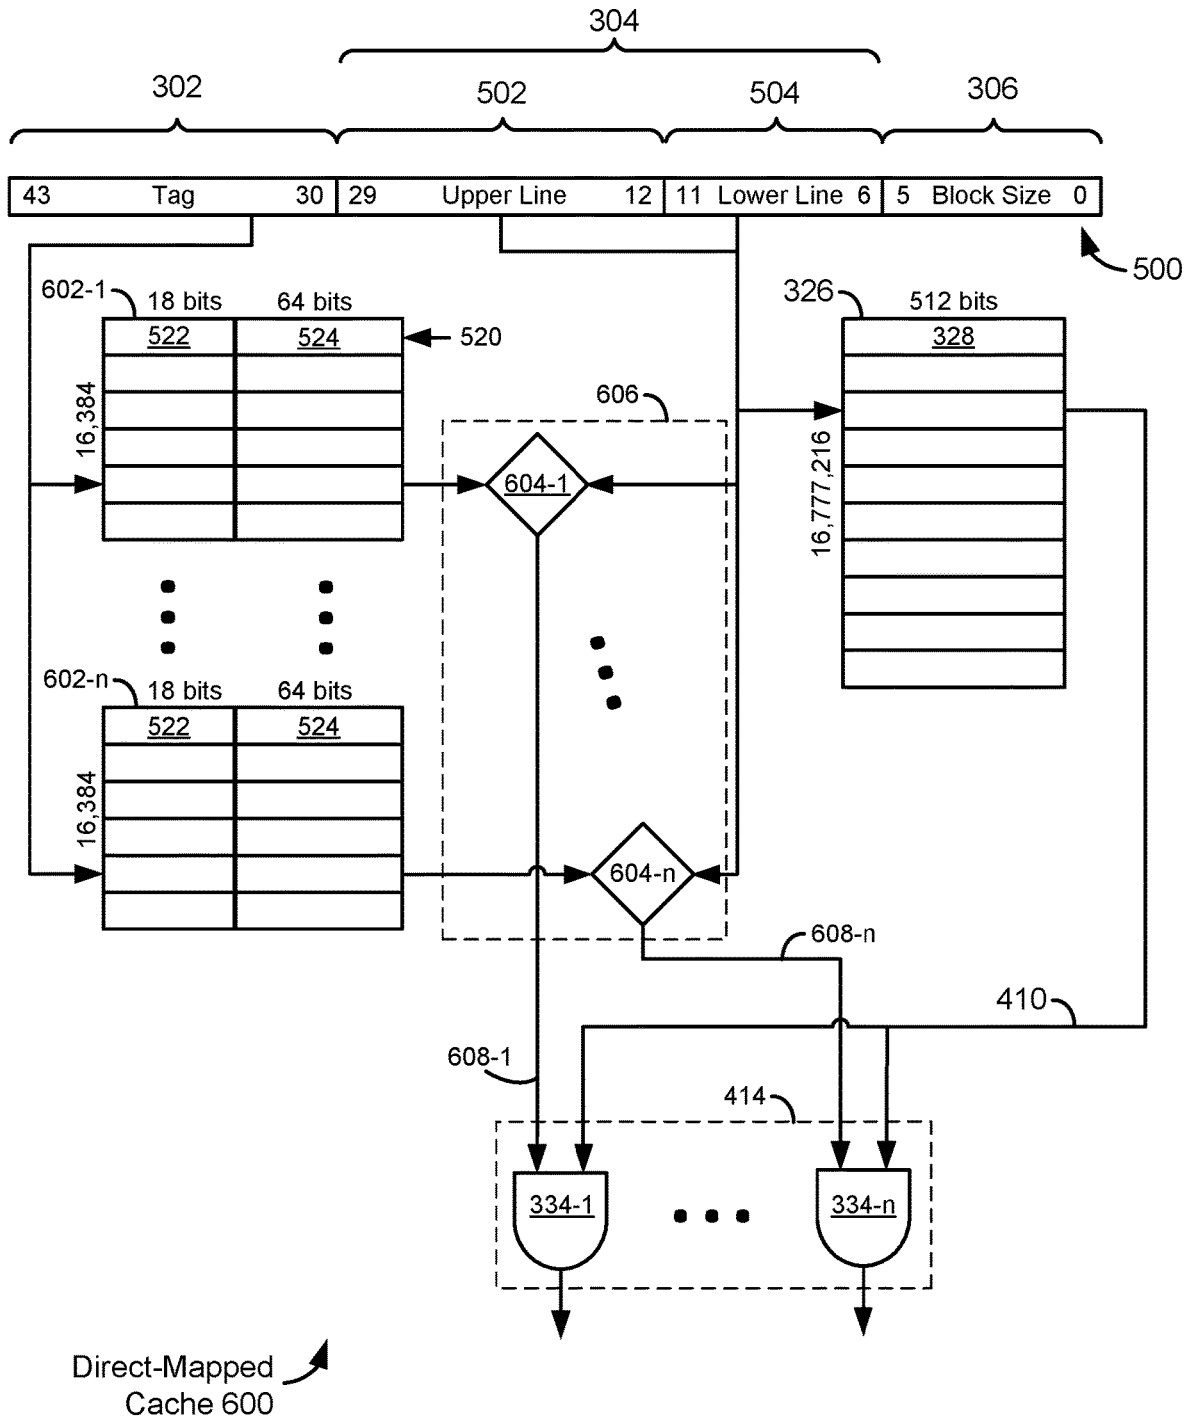 304
302
502
504
306
43 Tag 30 29 Upper Line 12 11 Lower Line 6 5 Block Size 0
500
602-1
18 bits
64 bits
522
524
520
16,384
326
512 bits
328
16,777,216
606
604-1
602-n
18 bits
64 bits
522
524
16,384
604-n
608-n
410
608-1
414
334-1
334-n
Direct-Mapped
Cache 600